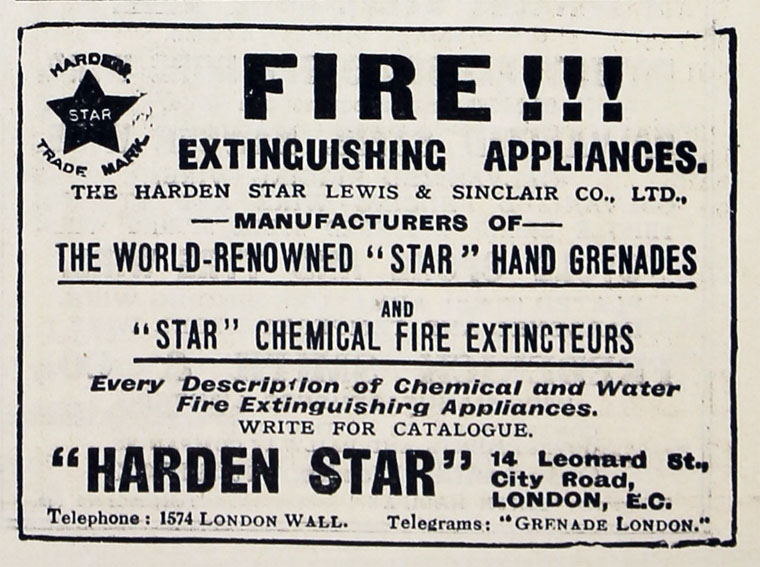 HARDEN
STAR
TRADE MARK.
FIRE!!!
EXTINGUISHING APPLIANCES.
THE HARDEN STAR LEWIS & SINCLAIR CO., LTD.,
—MANUFACTURERS OF—
THE WORLD-RENOWNED "STAR" HAND GRENADES
AND
"STAR" CHEMICAL FIRE EXTINCTEURS
Every Description of Chemical and Water
Fire Extinguishing Appliances.
WRITE FOR CATALOGUE.
"HARDEN STAR"
14 Leonard St.,
City Road,
LONDON, E.C.
Telephone: 1574 LONDON WALL. Telegrams: "GRENADE LONDON."